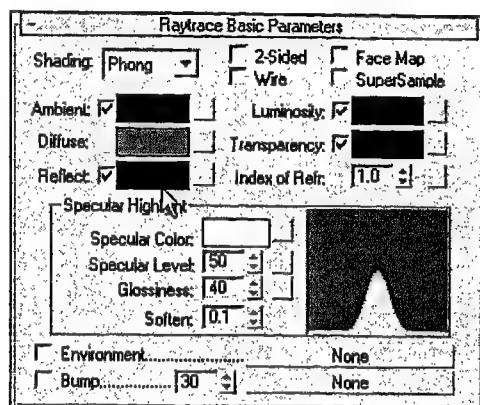 - Raytrace Basic Parameters
Shading: Phong 2-Sided Face Map
Wire SuperSample
Ambient: Luminosity:
Diffuse: Transparency:
Reflect: Index of Refr: 1.0
Specular Highlight
Specular Color:
Specular Level: 50
Glossiness: 40
Soften: 0.1
Environment................... None
Bump............ 30 None